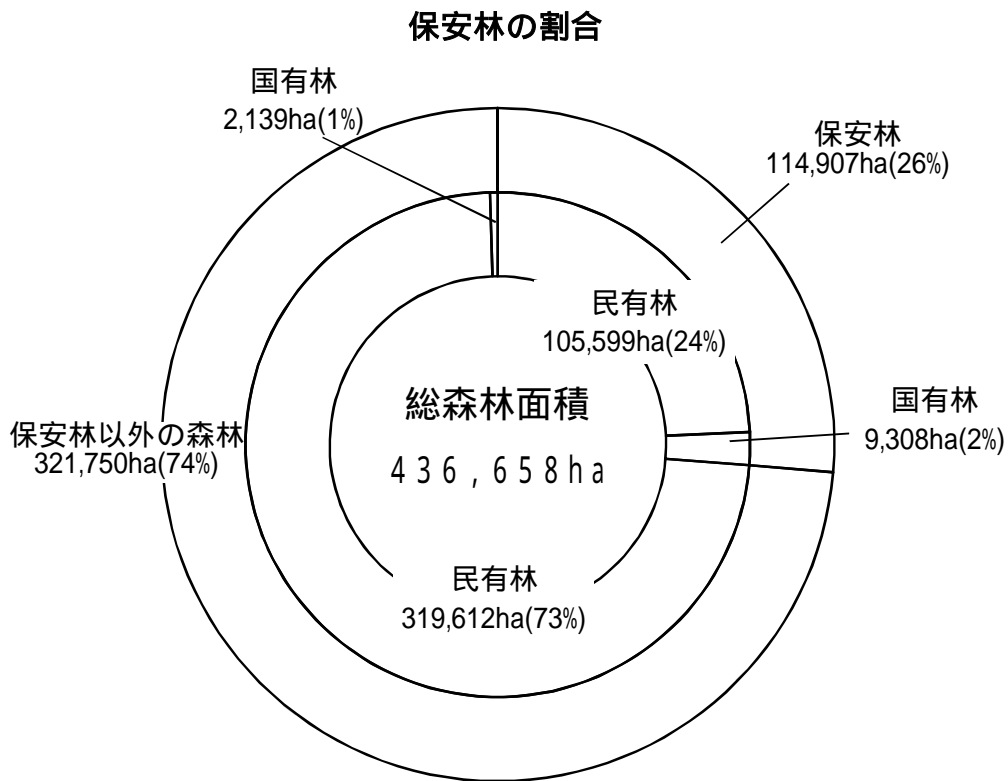 保安林の割合
国有林
2,139ha(1%)
保安林
114,907ha(26%)
民有林
105,599ha(24%)
国有林
9,308ha(2%)
総森林面積
436,658ha
保安林以外の森林
321,750ha(74%)
民有林
319,612ha(73%)